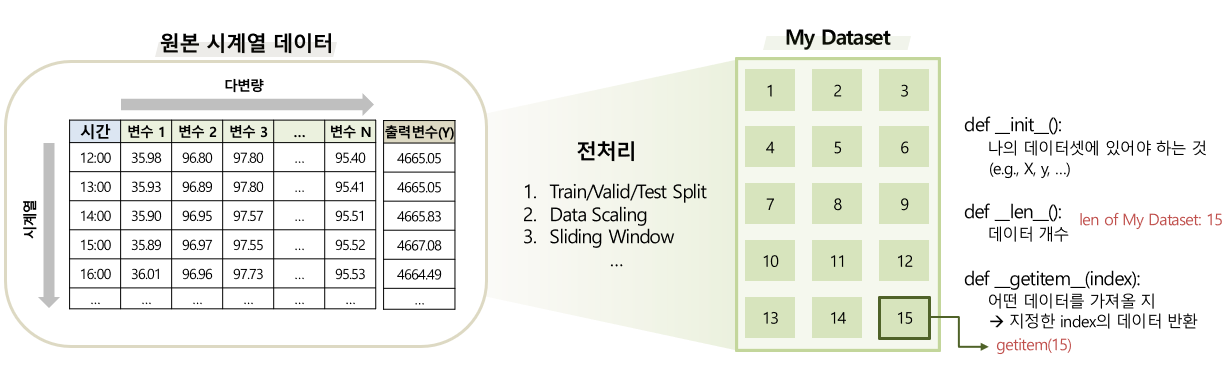 원본 시계열 데이터
다변량
시계열
시간 변수 1 변수 2 변수 3 ... 변수 N 출력변수(Y)
12:00 35.98 96.80 97.80 ... 95.40 4665.05
13:00 35.93 96.89 97.80 ... 95.41 4665.05
14:00 35.90 96.95 97.57 ... 95.51 4665.83
15:00 35.89 96.97 97.55 ... 95.52 4667.08
16:00 36.01 96.96 97.73 ... 95.53 4664.49
... ... ... ... ... ... ...
전처리
1. Train/Valid/Test Split
2. Data Scaling
3. Sliding Window
...
My Dataset
1 2 3
4 5 6
7 8 9
10 11 12
13 14 15
def __init__():
나의 데이터셋에 있어야 하는 것
(e.g., X, y, ...)
def __len__():
데이터 개수
len of My Dataset: 15
def __getitem__(index):
어떤 데이터를 가져올 지
→ 지정한 index의 데이터 반환
getitem(15)